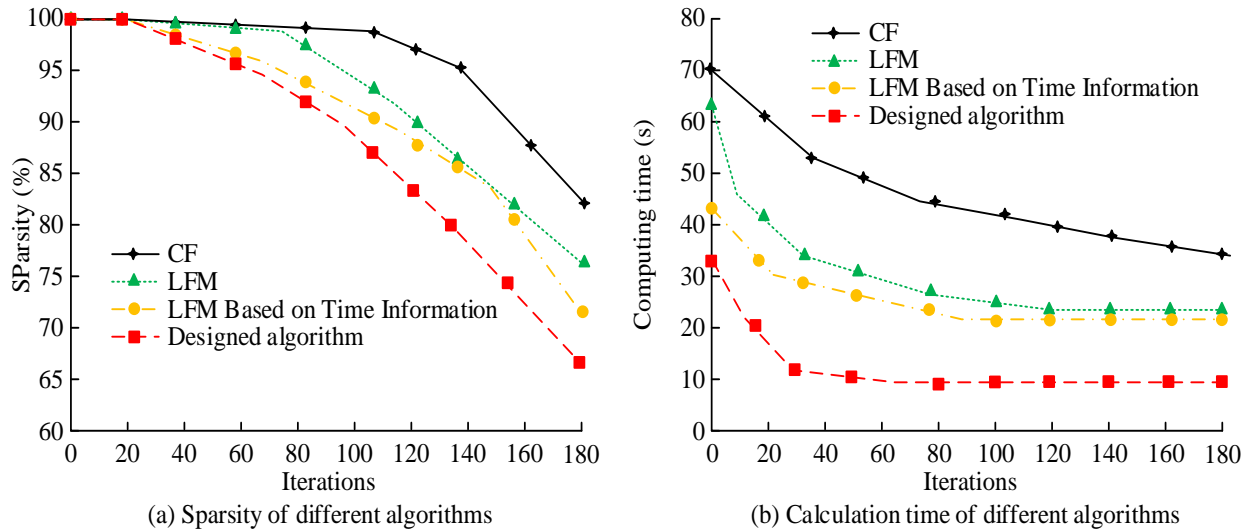 SParsity (%)
100
95
90
85
80
75
70
65
60
CF
LFM
LFM Based on Time Information
Designed algorithm
0 20 40 60 80 100 120 140 160 180
Iterations
(a) Sparsity of different algorithms
Computing time (s)
80
70
60
50
40
30
20
10
0
CF
LFM
LFM Based on Time Information
Designed algorithm
0 20 40 60 80 100 120 140 160 180
Iterations
(b) Calculation time of different algorithms